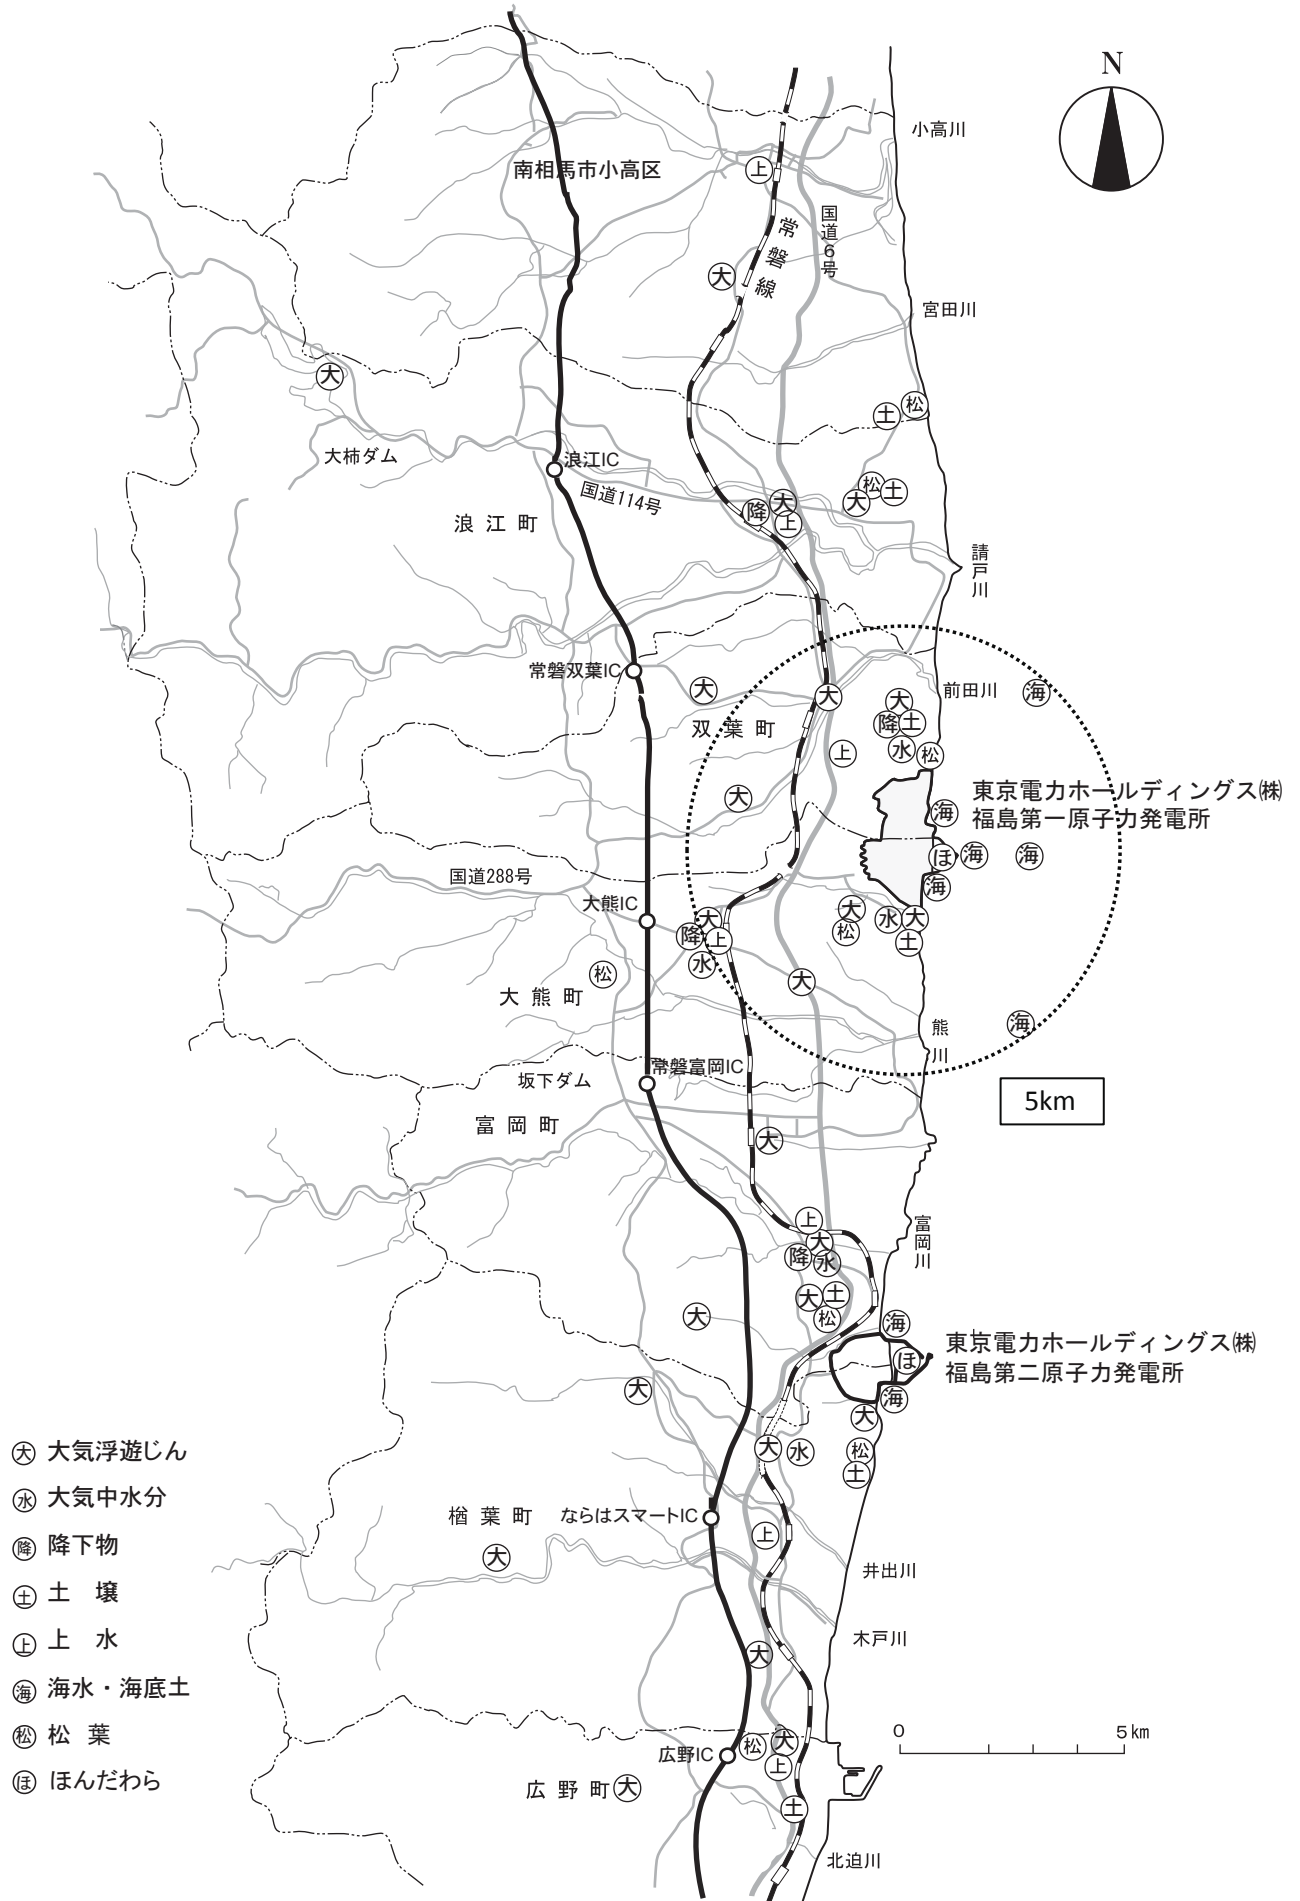 N
小高川
南相馬市小高区
上
国道6号
常磐線
大
宮田川
大
松
土
大柿ダム
浪江IC
国道114号
松
土
大
大
降
上
浪江町
請戸川
常磐双葉IC
大
大
前田川
海
大
降
土
双葉町
上
水
松
大
東京電力ホールディングス㈱
福島第一原子力発電所
海
ほ
海
海
国道288号
海
大熊IC
大
降
上
水
大
松
水
大
土
松
大熊町
大
海
熊川
常磐富岡IC
坂下ダム
5km
富岡町
大
上
大
降
水
富岡川
大
土
松
大
海
東京電力ホールディングス㈱
福島第二原子力発電所
ほ
大
海
大
大
水
松
土
大 大気浮遊じん
水 大気中水分
降 降下物
土 土壌
上 上水
海 海水・海底土
松 松葉
ほ ほんだわら
楢葉町
ならはスマートIC
上
大
井出川
木戸川
大
0
5km
広野IC
松
大
上
広野町
大
土
北迫川